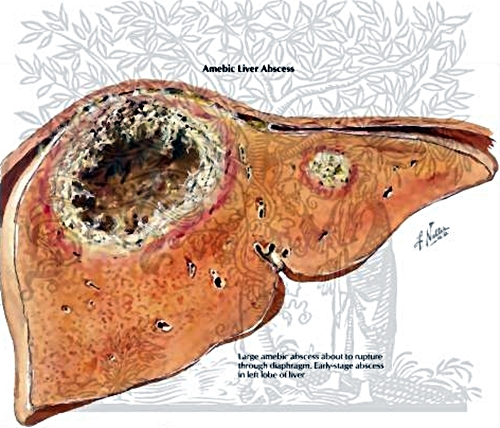 Amebic Liver Abscess
F. Netter
Large amebic abscess about to rupture
through diaphragm. Early-stage abscess
in left lobe of liver